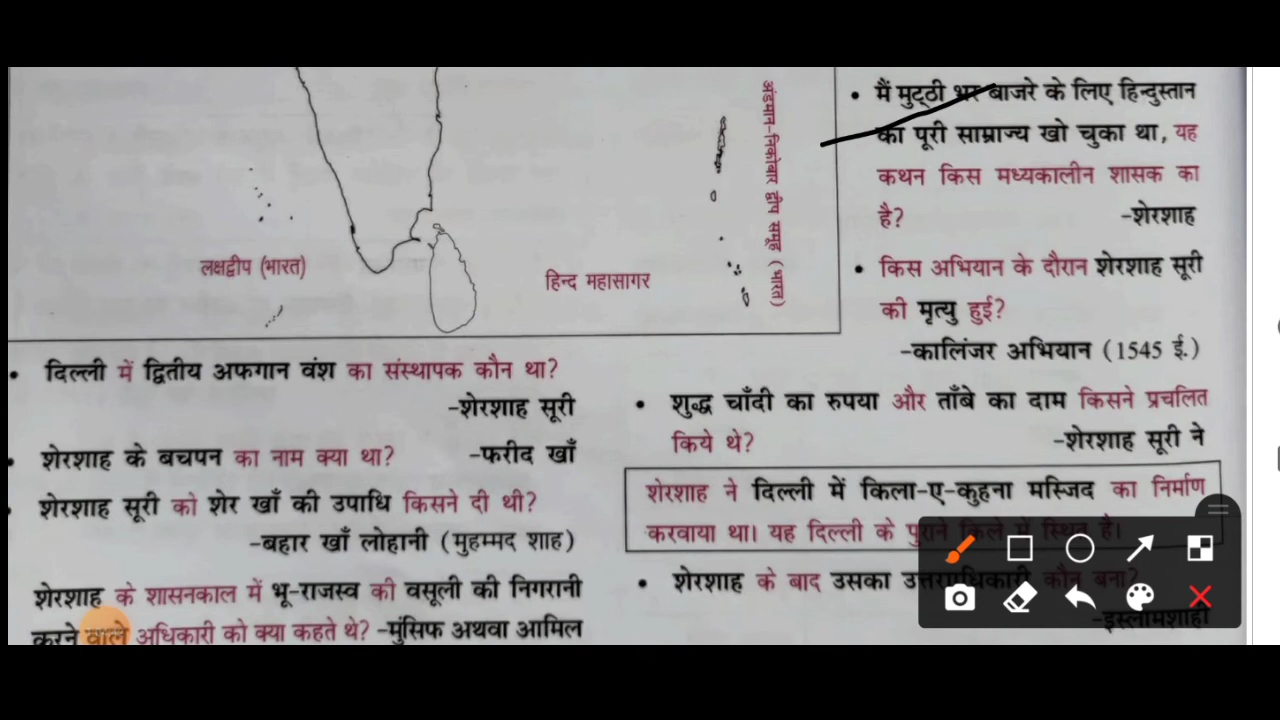 अंडमान-निकोबार द्वीप समूह (भारत)
लक्षद्वीप (भारत)
हिन्द महासागर
• दिल्ली में द्वितीय अफगान वंश का संस्थापक कौन था?
-शेरशाह सूरी
• शेरशाह के बचपन का नाम क्या था? -फरीद खाँ
• शेरशाह सूरी को शेर खाँ की उपाधि किसने दी थी?
-बहार खाँ लोहानी (मुहम्मद शाह)
शेरशाह के शासनकाल में भू-राजस्व की वसूली की निगरानी
करने वाले अधिकारी को क्या कहते थे? -मुंसिफ अथवा आमिल
• मैं मुट्ठी भर बाजरे के लिए हिन्दुस्तान
का पूरी साम्राज्य खो चुका था, यह
कथन किस मध्यकालीन शासक का
है? -शेरशाह
• किस अभियान के दौरान शेरशाह सूरी
की मृत्यु हुई?
-कालिंजर अभियान (1545 ई.)
• शुद्ध चाँदी का रुपया और ताँबे का दाम किसने प्रचलित
किये थे? -शेरशाह सूरी ने
शेरशाह ने दिल्ली में किला-ए-कुहना मस्जिद का निर्माण
करवाया था। यह दिल्ली के पुराने किले में स्थित है।
• शेरशाह के बाद उसका उत्तराधिकारी कौन बना?
-इस्लामशाह